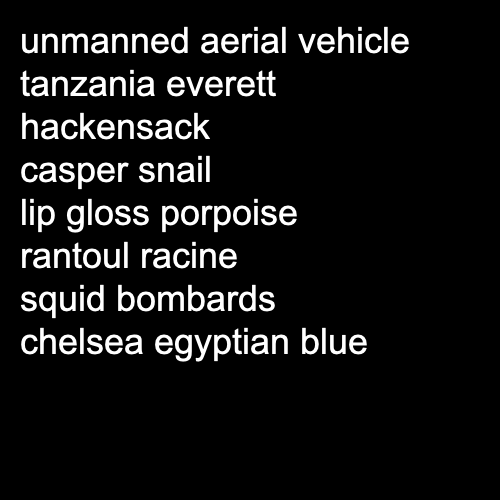 unmanned aerial vehicle
tanzania everett
hackensack
casper snail
lip gloss porpoise
rantoul racine
squid bombards
chelsea egyptian blue